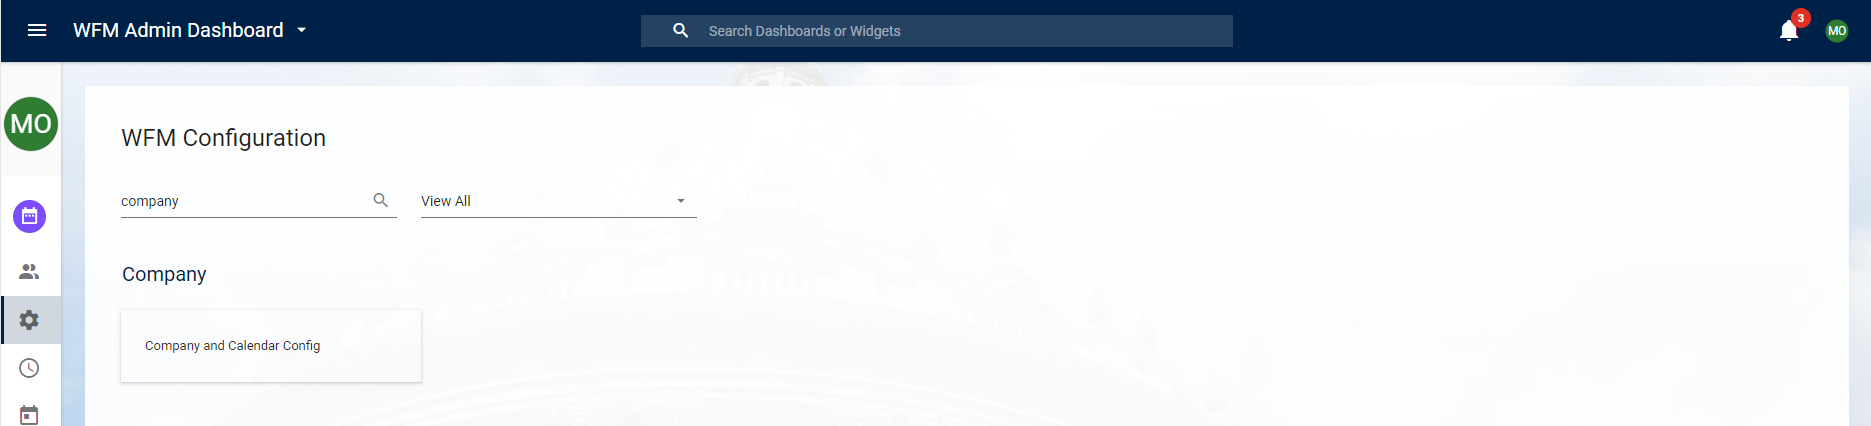 WFM Admin Dashboard
Search Dashboards or Widgets
3
MO
MO
WFM Configuration
company
View All
Company
Company and Calendar Config